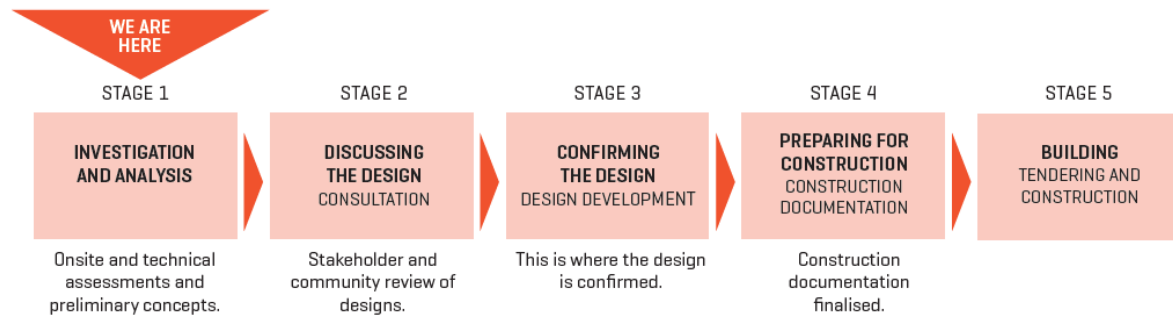 WE ARE
HERE
STAGE 1
INVESTIGATION
AND ANALYSIS
Onsite and technical
assessments and
preliminary concepts.
STAGE 2
DISCUSSING
THE DESIGN
CONSULTATION
Stakeholder and
community review of
designs.
STAGE 3
CONFIRMING
THE DESIGN
DESIGN DEVELOPMENT
This is where the design
is confirmed.
STAGE 4
PREPARING FOR
CONSTRUCTION
CONSTRUCTION
DOCUMENTATION
Construction
documentation
finalised.
STAGE 5
BUILDING
TENDERING AND
CONSTRUCTION